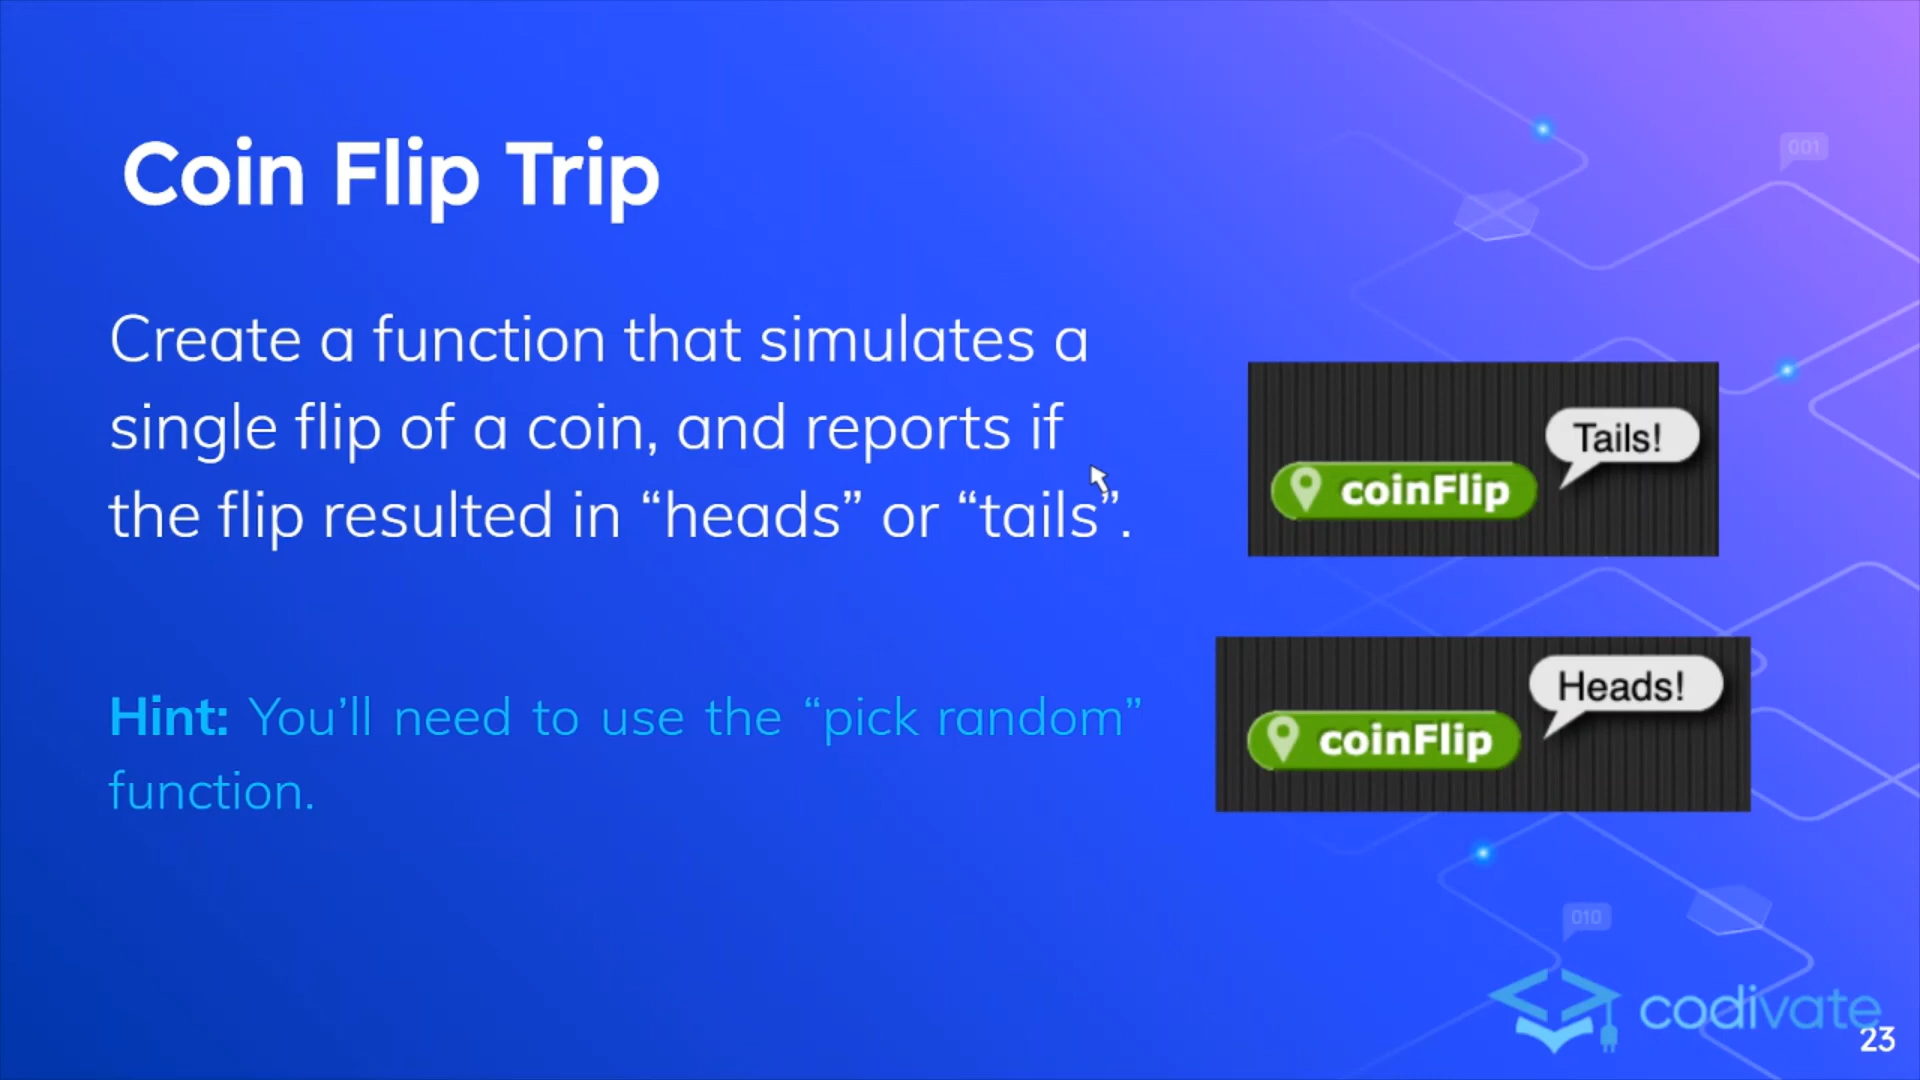 001
Coin Flip Trip
Create a function that simulates a
single flip of a coin, and reports if
the flip resulted in “heads” or “tails”.
Tails!
coinFlip
Heads!
coinFlip
Hint: You’ll need to use the “pick random”
function.
010
codivate
23